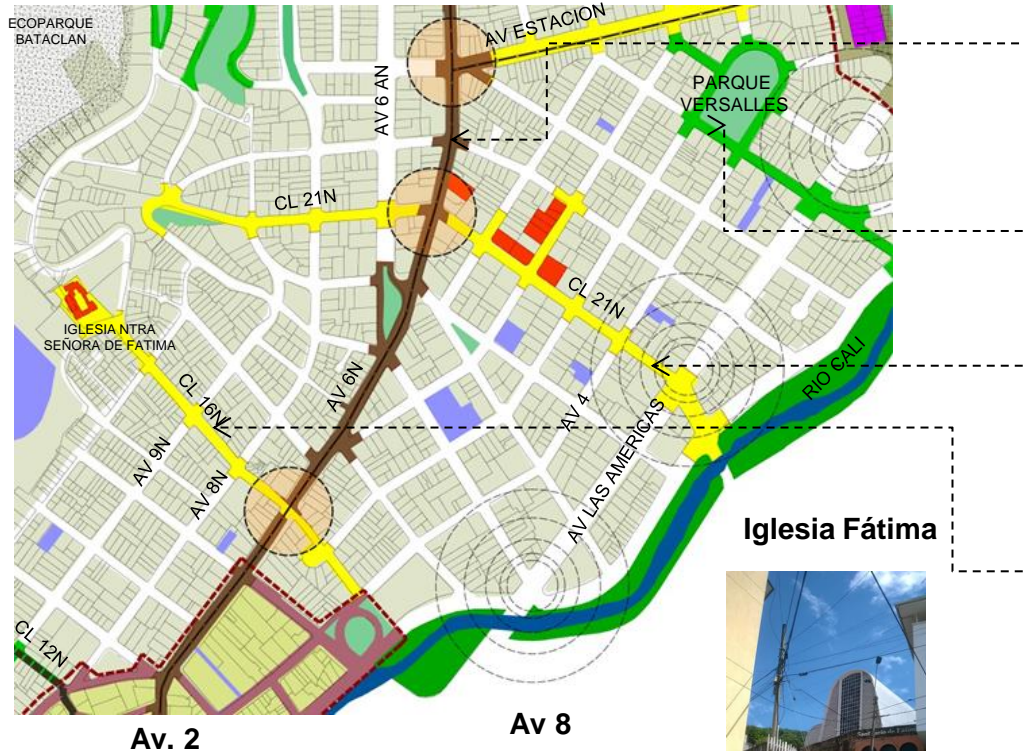 ECOPARQUE
BATACLAN
AV ESTACION
AV 6 AN
PARQUE
VERSALLES
CL 21N
IGLESIA NTRA
SEÑORA DE FATIMA
CL 21N
RIO CALI
AV 6N
CL 16N
AV 4
AV 9N
AV 8N
AV LAS AMERICAS
Iglesia Fátima
CL 12N
Av. 2
Av 8